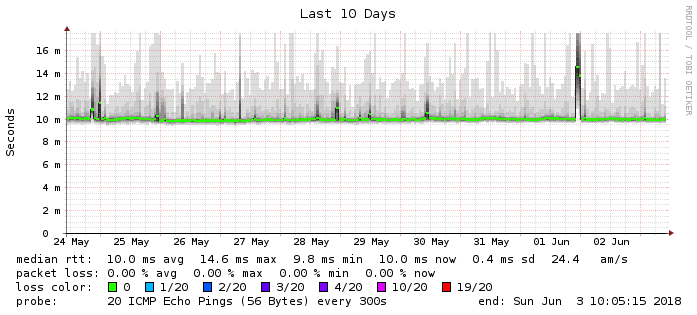 Last 10 Days
RRDTOOL / TOBI OETIKER
Seconds
16 m
14 m
12 m
10 m
8 m
6 m
4 m
2 m
0
24 May 25 May 26 May 27 May 28 May 29 May 30 May 31 May 01 Jun 02 Jun
median rtt: 10.0 ms avg 14.6 ms max 9.8 ms min 10.0 ms now 0.4 ms sd 24.4 am/s
packet loss: 0.00 % avg 0.00 % max 0.00 % min 0.00 % now
loss color: 0 1/20 2/20 3/20 4/20 10/20 19/20
probe: 20 ICMP Echo Pings (56 Bytes) every 300s end: Sun Jun 3 10:05:15 2018